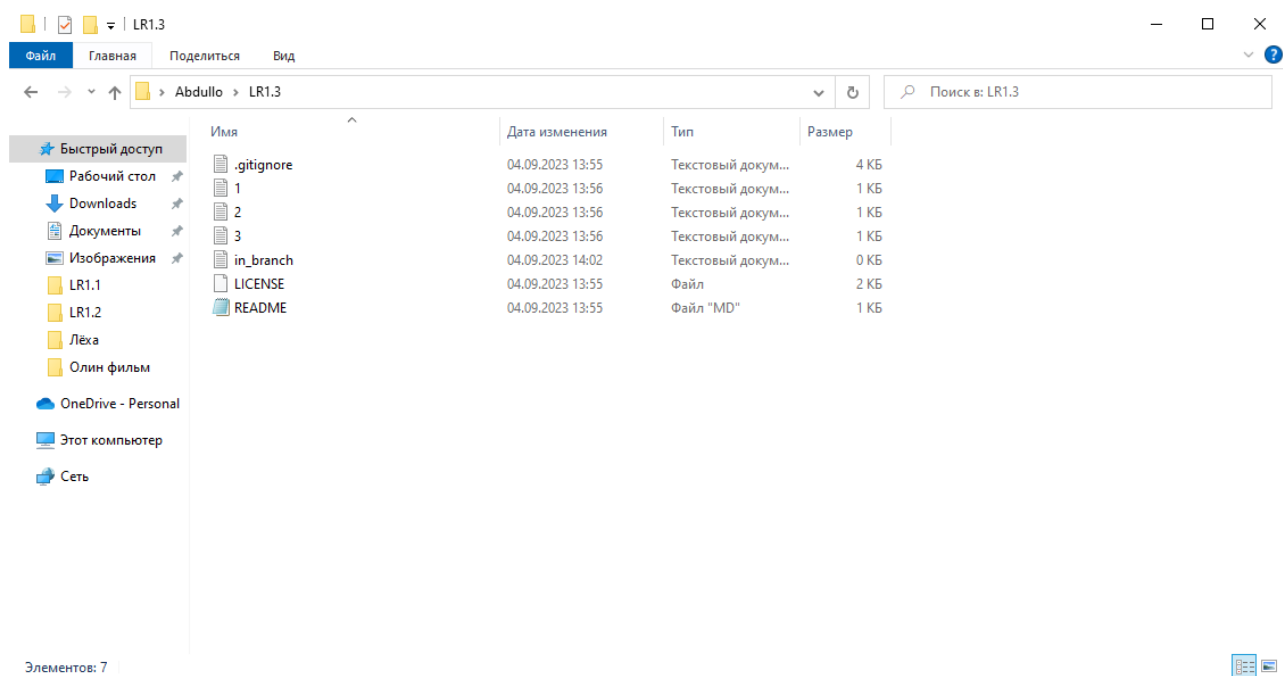 LR1.3
Файл Главная Поделиться Вид
Abdullo > LR1.3 Поиск в: LR1.3
Имя Дата изменения Тип Размер
Быстрый доступ
Рабочий стол
Downloads
Документы
Изображения
LR1.1
LR1.2
Лёха
Олин фильм
OneDrive - Personal
Этот компьютер
Сеть
.gitignore 04.09.2023 13:55 Текстовый докум... 4 КБ
1 04.09.2023 13:56 Текстовый докум... 1 КБ
2 04.09.2023 13:56 Текстовый докум... 1 КБ
3 04.09.2023 13:56 Текстовый докум... 1 КБ
in_branch 04.09.2023 14:02 Текстовый докум... 0 КБ
LICENSE 04.09.2023 13:55 Файл 2 КБ
README 04.09.2023 13:55 Файл "MD" 1 КБ
Элементов: 7